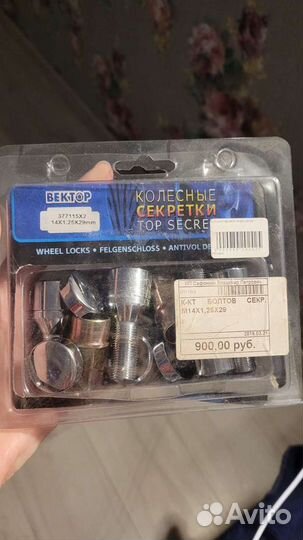 ВЕКТОР
377115X2
14X1.25X29mm
КОЛЕСНЫЕ
СЕКРЕТКИ
TOP SECRE
WHEEL LOCKS • FELGENSCHLOSS • ANTIVOL DE
К-КТ БОЛТОВ СЕКР.
М14Х1,25Х29
900.00 руб.
Avito